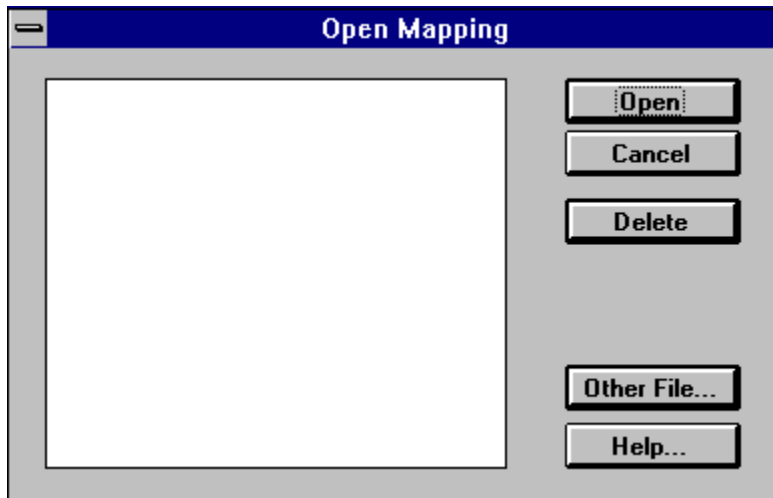 Open Mapping
Open
Cancel
Delete
Other File...
Help...